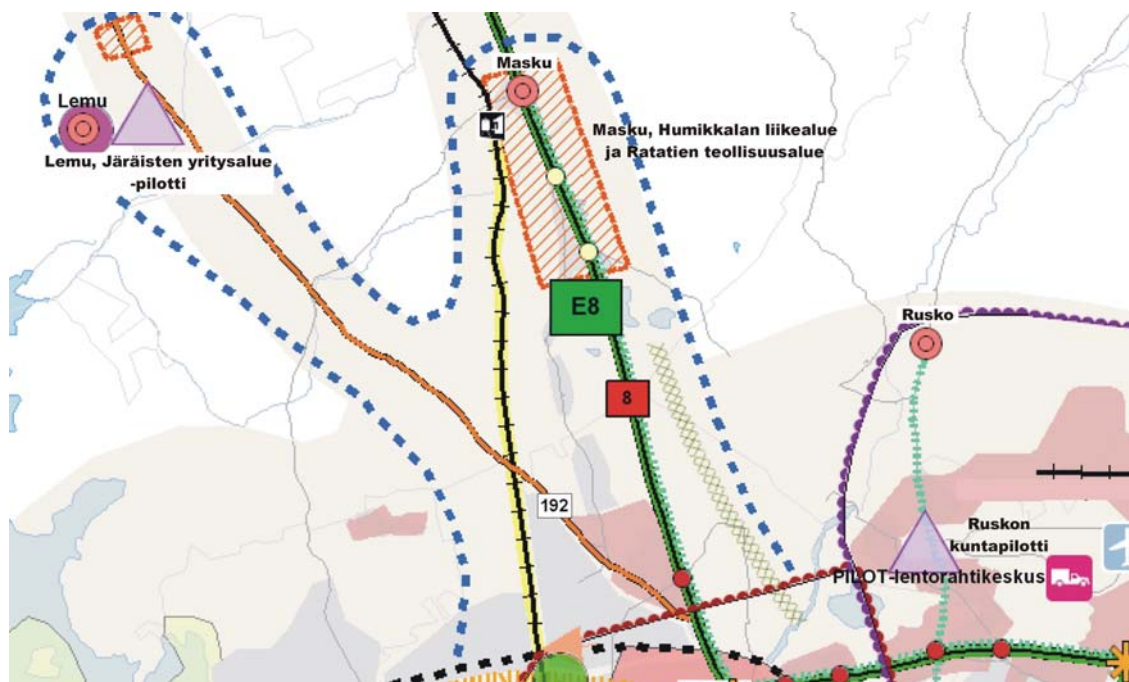 Masku
Lemu
Masku, Humikkalan liikealue
ja Ratatien teollisuusalue
Lemu, Järäisten yritysalue
-pilotti
E8
Rusko
8
192
Ruskon
kuntapilotti
PILOT-lentorahtikeskus